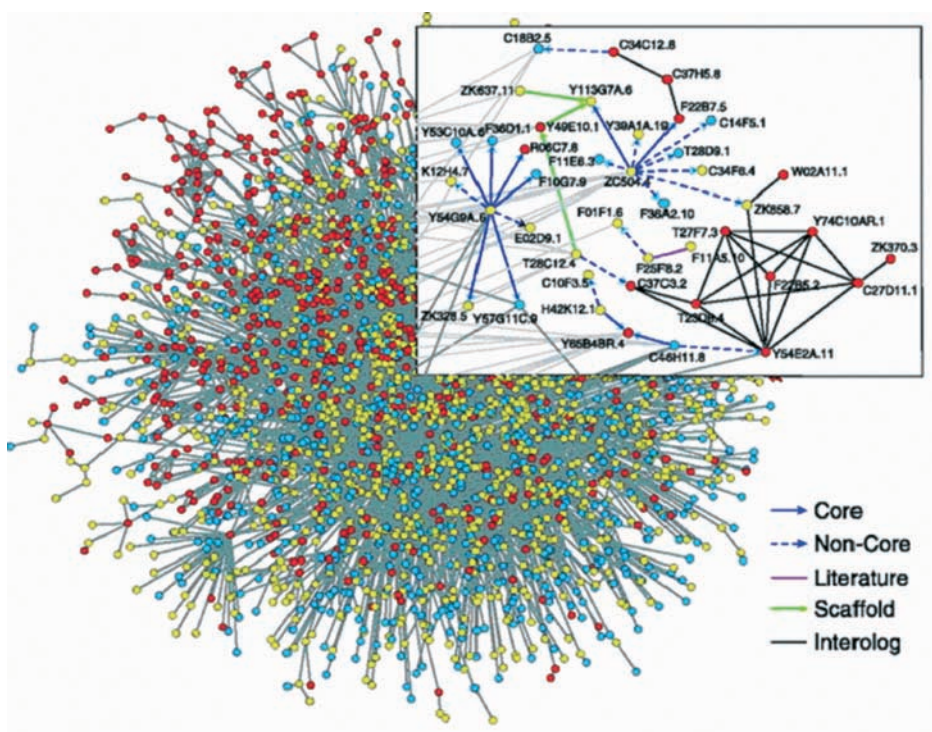 C18B2.5
C34C12.8
C37H5.8
ZK637.11
Y113G7A.6
F22B7.5
C14F5.1
Y53C10A.6
F36D1.1
Y49E10.1
Y39A1A.19
R06C7.8
F11E6.3
T28D9.1
K12H4.7
F10G7.9
ZC504.4
C34F6.4
W02A11.1
Y54G9A.6
F01F1.6
F36A2.10
ZK858.7
E02D9.1
T27F7.3
Y74C10AR.1
T28C12.4
F11A5.10
ZK370.3
C10F3.5
F25F8.2
C37C3.2
F22B5.2
C27D11.1
ZK328.5
Y57G11C.9
H42K12.1
Y65B4BR.4
C46H11.8
Y54E2A.11
Core
Non-Core
Literature
Scaffold
Interolog